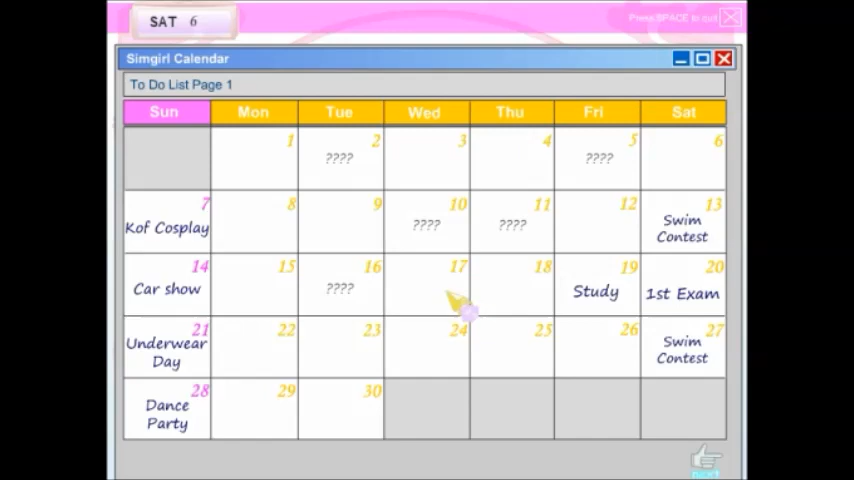 SAT 6
Press SPACE to quit
Simgirl Calendar
To Do List Page 1
Sun Mon Tue Wed Thu Fri Sat
1 2 3 4 5 6
???? ????
7 8 9 10 11 12 13
Kof Cosplay ???? ???? Swim
Contest
14 15 16 17 18 19 20
Car show ???? Study 1st Exam
21 22 23 24 25 26 27
Underwear Swim
Day Contest
28 29 30
Dance
Party
next